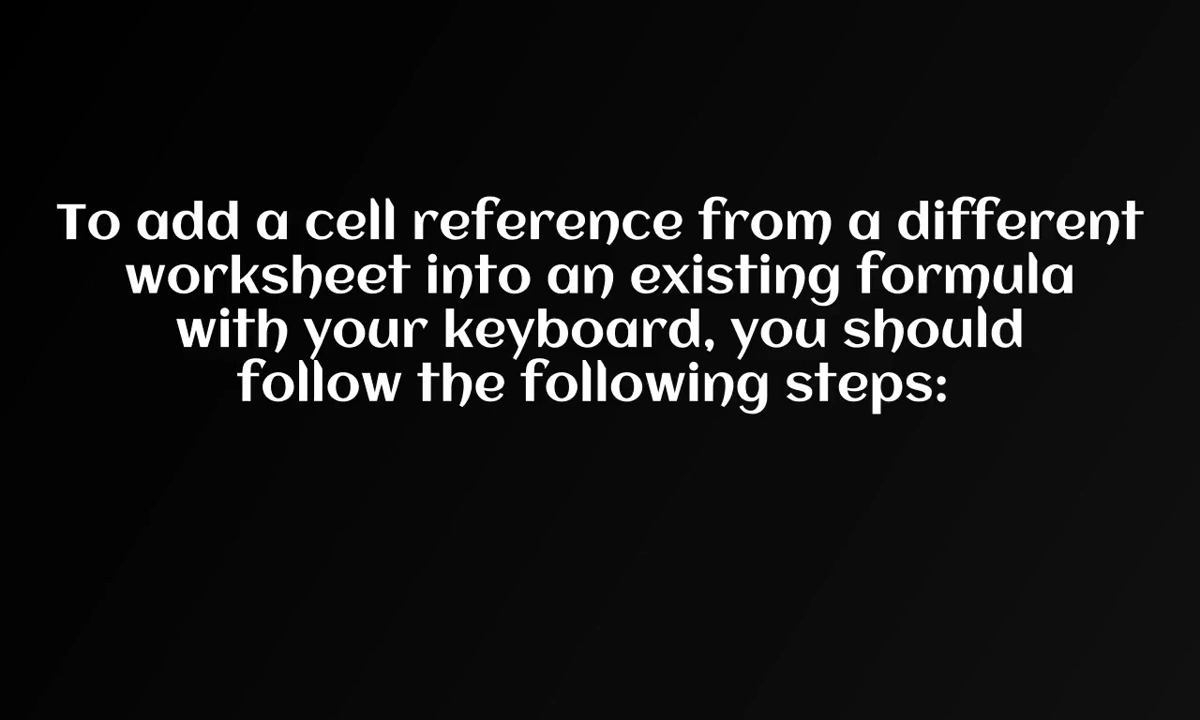 To add a cell reference from a different
worksheet into an existing formula
with your keyboard, you should
follow the following steps: